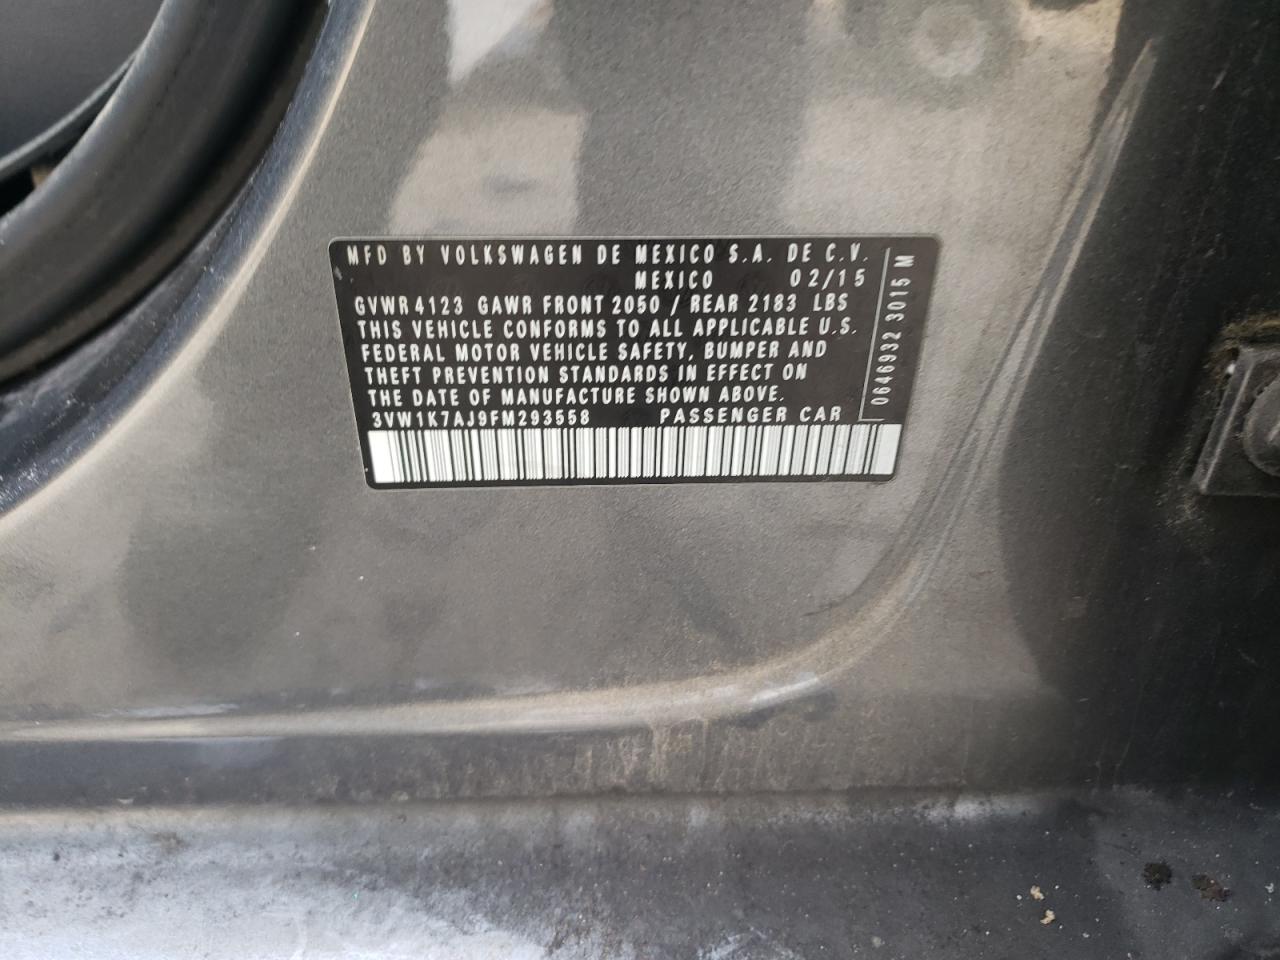 MFD BY VOLKSWAGEN DE MEXICO S.A. DE C.V.
MEXICO 02/15
GVWR 4123 GAWR FRONT 2050 / REAR 2183 LBS
THIS VEHICLE CONFORMS TO ALL APPLICABLE U.S.
FEDERAL MOTOR VEHICLE SAFETY, BUMPER AND
THEFT PREVENTION STANDARDS IN EFFECT ON
THE DATE OF MANUFACTURE SHOWN ABOVE.
3VW1K7AJ9FM293558 PASSENGER CAR
0646932 3015 M